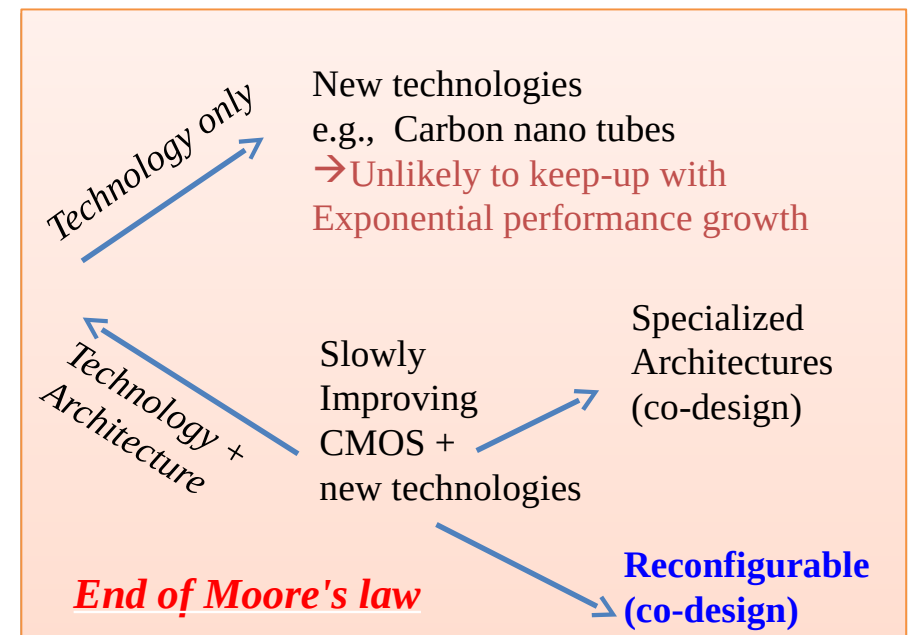 Technology only
New technologies
e.g., Carbon nano tubes
→Unlikely to keep-up with
Exponential performance growth
Technology +
Architecture
Slowly
Improving
CMOS +
new technologies
Specialized
Architectures
(co-design)
Reconfigurable
(co-design)
End of Moore's law